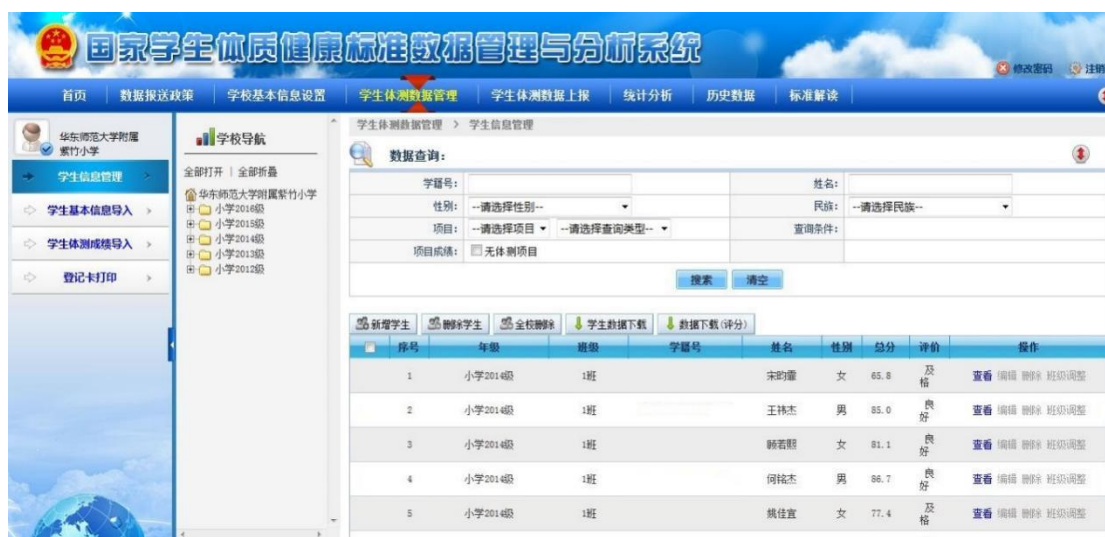 国家学生体质健康标准数据管理与分析系统
修改密码 注销
首页 数据报送政策 学校基本信息设置 学生体测数据管理 学生体测数据上报 统计分析 历史数据 标准解读
华东师范大学附属
紫竹小学
学生信息管理
学生基本信息导入
学生体测成绩导入
登记卡打印
学校导航
全部打开 | 全部折叠
华东师范大学附属紫竹小学
小学2016级
小学2015级
小学2014级
小学2013级
小学2012级
学生体测数据管理 > 学生信息管理
数据查询:
学籍号: 姓名:
性别: --请选择性别-- 民族: --请选择民族--
项目: --请选择项目 --请选择查询类型-- 查询条件:
项目成绩: 无体测项目
搜索 清空
新增学生 删除学生 全校删除 学生数据下载 数据下载(评分)
序号 年级 班级 学籍号 姓名 性别 总分 评价 操作
1 小学2014级 1班 宋昀霏 女 65.8 及格 查看 编辑 删除 班级调整
2 小学2014级 1班 王祎杰 男 85.0 良好 查看 编辑 删除 班级调整
3 小学2014级 1班 顾若熙 女 81.1 良好 查看 编辑 删除 班级调整
4 小学2014级 1班 何铭杰 男 86.7 良好 查看 编辑 删除 班级调整
5 小学2014级 1班 姚佳宜 女 77.4 及格 查看 编辑 删除 班级调整